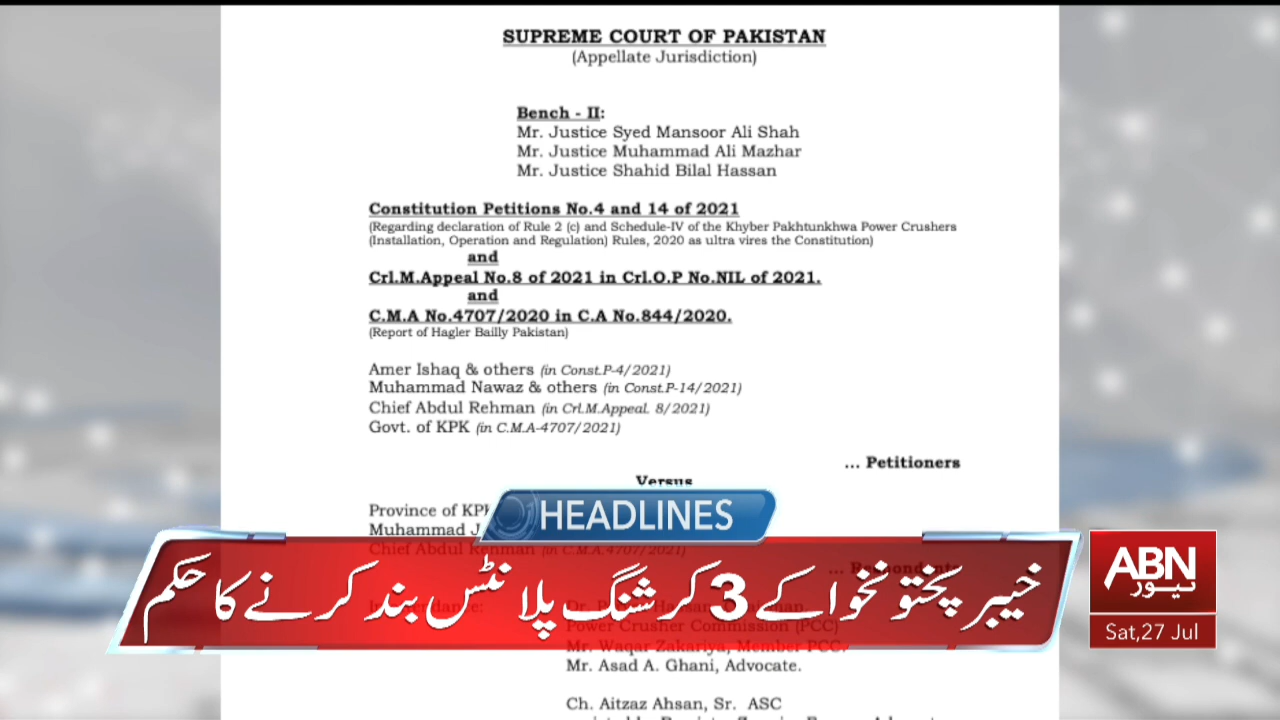 SUPREME COURT OF PAKISTAN
(Appellate Jurisdiction)
Bench - II:
Mr. Justice Syed Mansoor Ali Shah
Mr. Justice Muhammad Ali Mazhar
Mr. Justice Shahid Bilal Hassan
Constitution Petitions No.4 and 14 of 2021
(Regarding declaration of Rule 2 (c) and Schedule-IV of the Khyber Pakhtunkhwa Power Crushers
(Installation, Operation and Regulation) Rules, 2020 as ultra vires the Constitution)
and
Crl.M.Appeal No.8 of 2021 in Crl.O.P No.NIL of 2021.
and
C.M.A No.4707/2020 in C.A No.844/2020.
(Report of Hagler Bailly Pakistan)
Amer Ishaq & others (in Const.P-4/2021)
Muhammad Nawaz & others (in Const.P-14/2021)
Chief Abdul Rehman (in Crl.M.Appeal. 8/2021)
Govt. of KPK (in C.M.A-4707/2021)
... Petitioners
Versus
Province of KPK
Muhammad J
Chief Abdul Rehman (in C.M.A.4707/2021)
... Respondents
HEADLINES
خیبر پختونخوا کے 3 کرشنگ پلانٹس بند کرنے کا حکم
ABN
نیوز
Sat,27 Jul
Power Crusher Commission (PCC)
Mr. Waqar Zakariya, Member PCC.
Mr. Asad A. Ghani, Advocate.
Ch. Aitzaz Ahsan, Sr. ASC